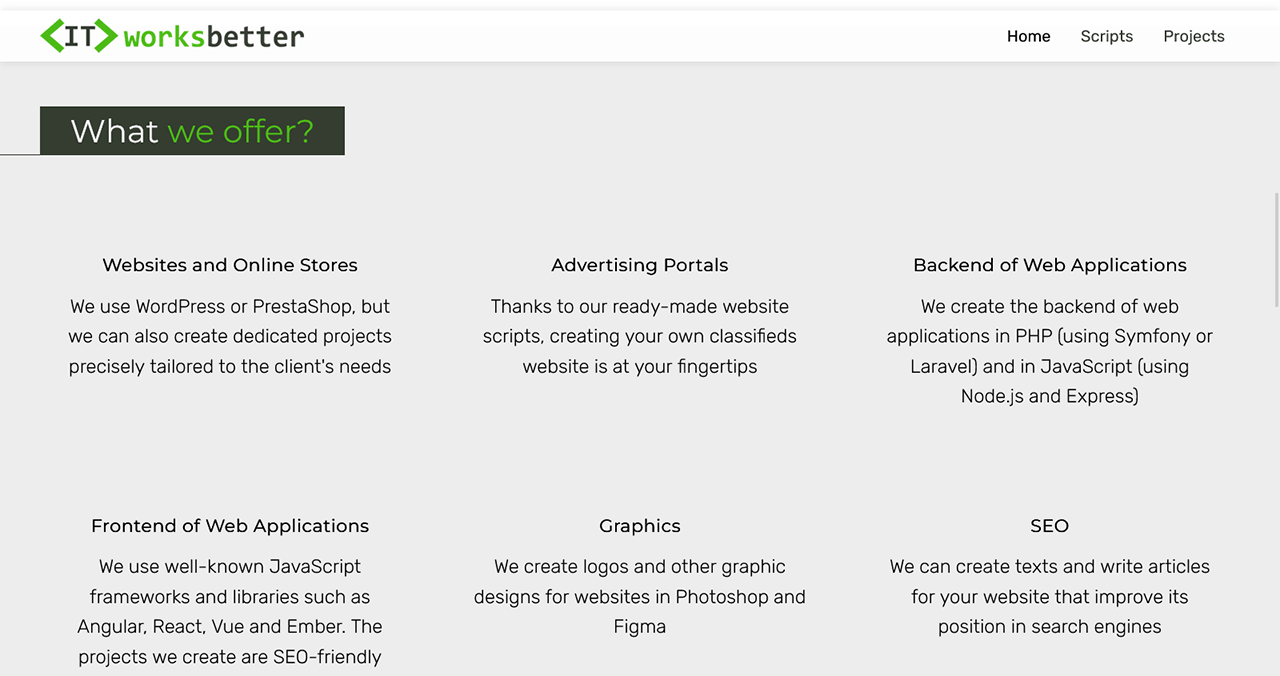 <IT> worksbetter
Home Scripts Projects
What we offer?
Websites and Online Stores
We use WordPress or PrestaShop, but
we can also create dedicated projects
precisely tailored to the client's needs
Advertising Portals
Thanks to our ready-made website
scripts, creating your own classifieds
website is at your fingertips
Backend of Web Applications
We create the backend of web
applications in PHP (using Symfony or
Laravel) and in JavaScript (using
Node.js and Express)
Frontend of Web Applications
We use well-known JavaScript
frameworks and libraries such as
Angular, React, Vue and Ember. The
projects we create are SEO-friendly
Graphics
We create logos and other graphic
designs for websites in Photoshop and
Figma
SEO
We can create texts and write articles
for your website that improve its
position in search engines